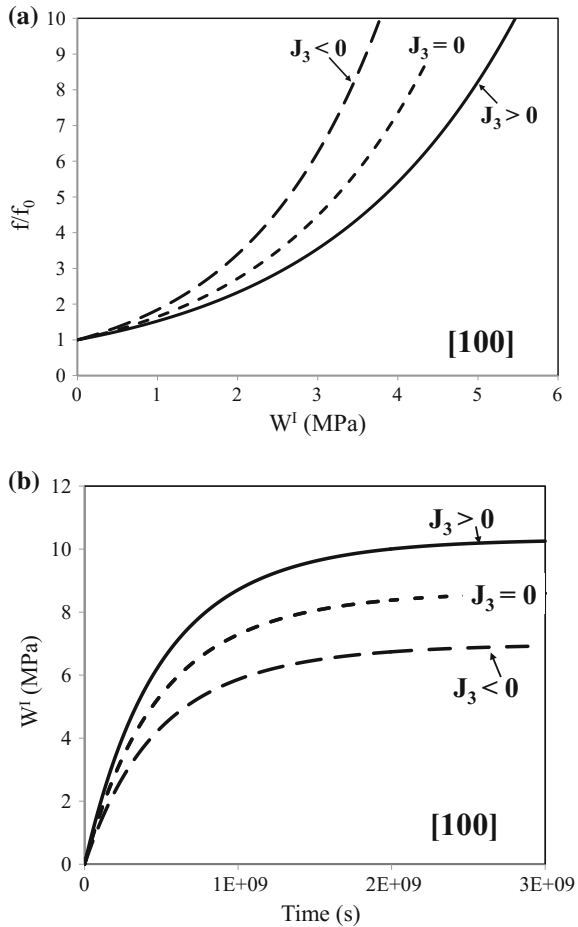 (a)
10
9
8
7
6
5
4
3
2
1
0
f/f₀
J₃ < 0
J₃ = 0
J₃ > 0
[100]
0 1 2 3 4 5 6
Wᴵ (MPa)
(b)
12
10
8
6
4
2
0
Wᴵ (MPa)
J₃ > 0
J₃ = 0
J₃ < 0
[100]
0 1E+09 2E+09 3E+09
Time (s)